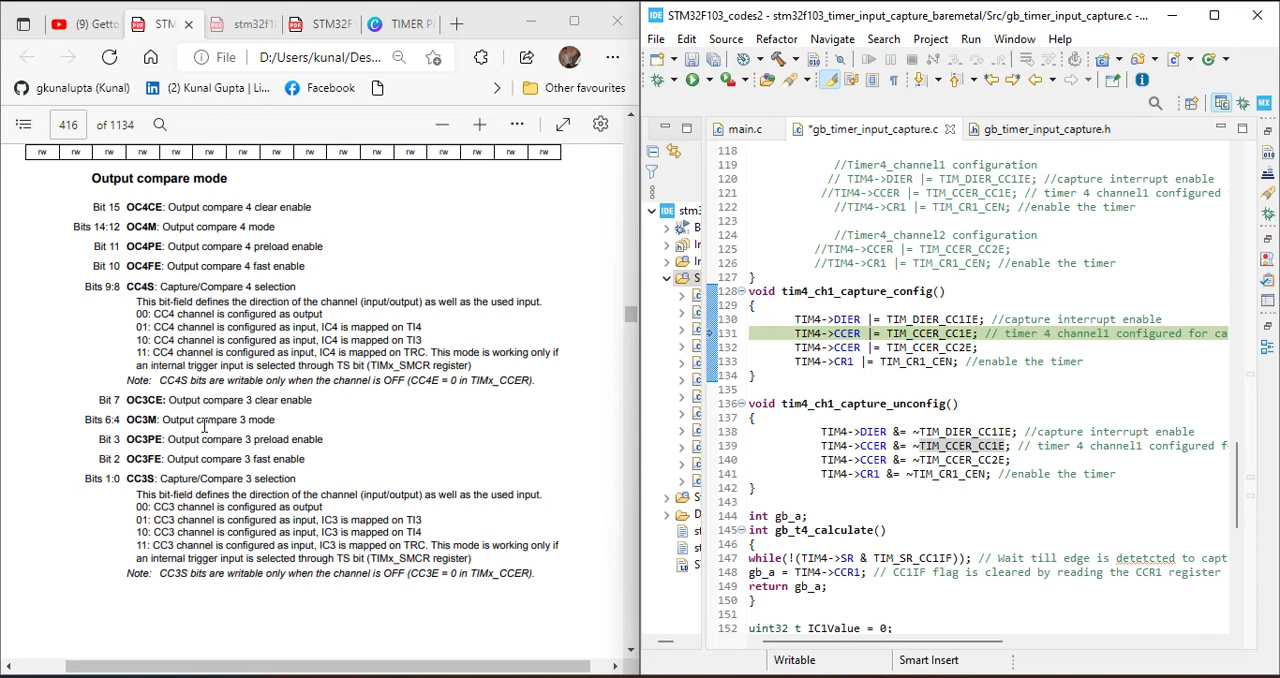 (9) Getto
STM
stm32f1
STM32F
TIMER P
File
D:/Users/kunal/Des...
gkunalupta (Kunal)
(2) Kunal Gupta | Li...
Facebook
Other favourites
416 of 1134
rw rw rw rw rw rw rw rw rw rw rw rw rw rw rw rw
Output compare mode
Bit 15 OC4CE: Output compare 4 clear enable
Bits 14:12 OC4M: Output compare 4 mode
Bit 11 OC4PE: Output compare 4 preload enable
Bit 10 OC4FE: Output compare 4 fast enable
Bits 9:8 CC4S: Capture/Compare 4 selection
This bit-field defines the direction of the channel (input/output) as well as the used input.
00: CC4 channel is configured as output
01: CC4 channel is configured as input, IC4 is mapped on TI4
10: CC4 channel is configured as input, IC4 is mapped on TI3
11: CC4 channel is configured as input, IC4 is mapped on TRC. This mode is working only if
an internal trigger input is selected through TS bit (TIMx_SMCR register)
Note: CC4S bits are writable only when the channel is OFF (CC4E = 0 in TIMx_CCER).
Bit 7 OC3CE: Output compare 3 clear enable
Bits 6:4 OC3M: Output compare 3 mode
Bit 3 OC3PE: Output compare 3 preload enable
Bit 2 OC3FE: Output compare 3 fast enable
Bits 1:0 CC3S: Capture/Compare 3 selection
This bit-field defines the direction of the channel (input/output) as well as the used input.
00: CC3 channel is configured as output
01: CC3 channel is configured as input, IC3 is mapped on TI3
10: CC3 channel is configured as input, IC3 is mapped on TI4
11: CC3 channel is configured as input, IC3 is mapped on TRC. This mode is working only if
an internal trigger input is selected through TS bit (TIMx_SMCR register)
Note: CC3S bits are writable only when the channel is OFF (CC3E = 0 in TIMx_CCER).
IDE STM32F103_codes2 - stm32f103_timer_input_capture_baremetal/Src/gb_timer_input_capture.c -...
File Edit Source Refactor Navigate Search Project Run Window Help
main.c
*gb_timer_input_capture.c
gb_timer_input_capture.h
stm3
118
119 //Timer4_channel1 configuration
120 // TIM4->DIER |= TIM_DIER_CC1IE; //capture interrupt enable
121 //TIM4->CCER |= TIM_CCER_CC1E; // timer 4 channel1 configured
122 //TIM4->CR1 |= TIM_CR1_CEN; //enable the timer
123
124 //Timer4_channel2 configuration
125 //TIM4->CCER |= TIM_CCER_CC2E;
126 //TIM4->CR1 |= TIM_CR1_CEN; //enable the timer
127 }
128 void tim4_ch1_capture_config()
129 {
130 TIM4->DIER |= TIM_DIER_CC1IE; //capture interrupt enable
131 TIM4->CCER |= TIM_CCER_CC1E; // timer 4 channel1 configured for ca
132 TIM4->CCER |= TIM_CCER_CC2E;
133 TIM4->CR1 |= TIM_CR1_CEN; //enable the timer
134 }
135
136 void tim4_ch1_capture_unconfig()
137 {
138 TIM4->DIER &= ~TIM_DIER_CC1IE; //capture interrupt enable
139 TIM4->CCER &= ~TIM_CCER_CC1E; // timer 4 channel1 configured fo
140 TIM4->CCER &= ~TIM_CCER_CC2E;
141 TIM4->CR1 &= ~TIM_CR1_CEN; //enable the timer
142 }
143
144 int gb_a;
145 int gb_t4_calculate()
146 {
147 while(!(TIM4->SR & TIM_SR_CC1IF)); // Wait till edge is detetcted to capt
148 gb_a = TIM4->CCR1; // CC1IF flag is cleared by reading the CCR1 register
149 return gb_a;
150 }
151
152 uint32_t IC1Value = 0;
Writable
Smart Insert